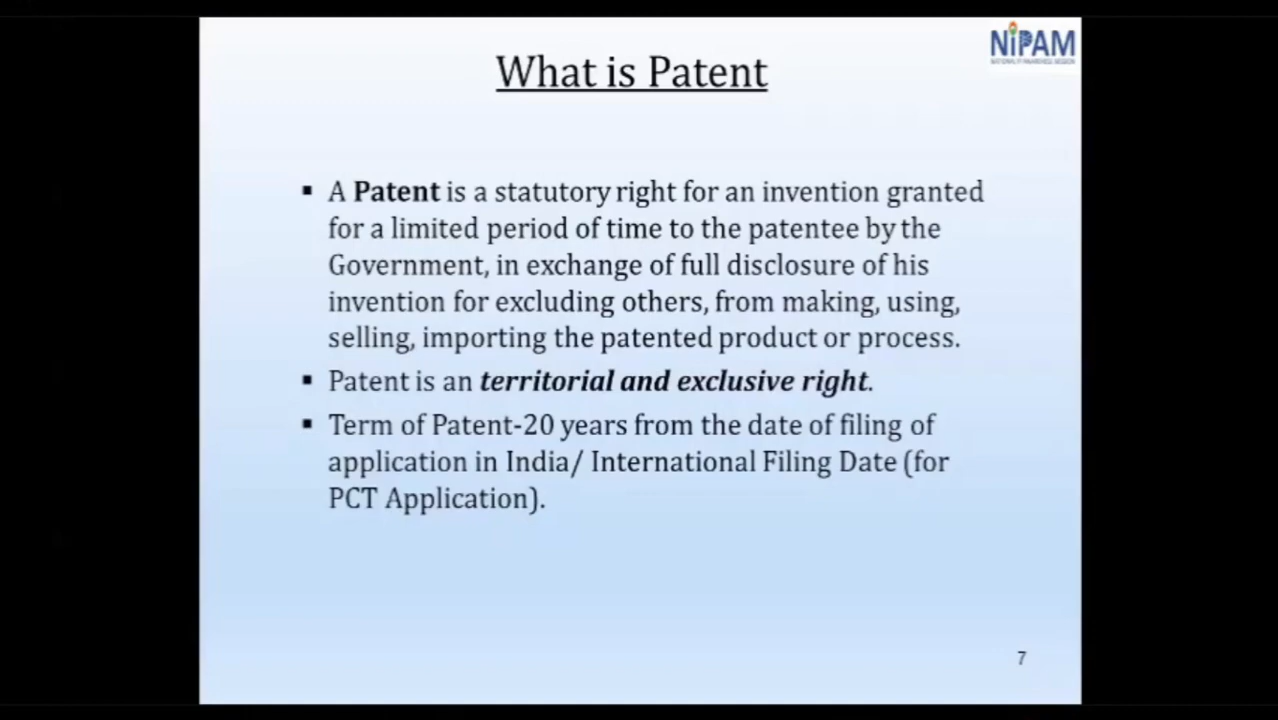 NiPAM
What is Patent
▪ A Patent is a statutory right for an invention granted
for a limited period of time to the patentee by the
Government, in exchange of full disclosure of his
invention for excluding others, from making, using,
selling, importing the patented product or process.
▪ Patent is an territorial and exclusive right.
▪ Term of Patent-20 years from the date of filing of
application in India/ International Filing Date (for
PCT Application).
7